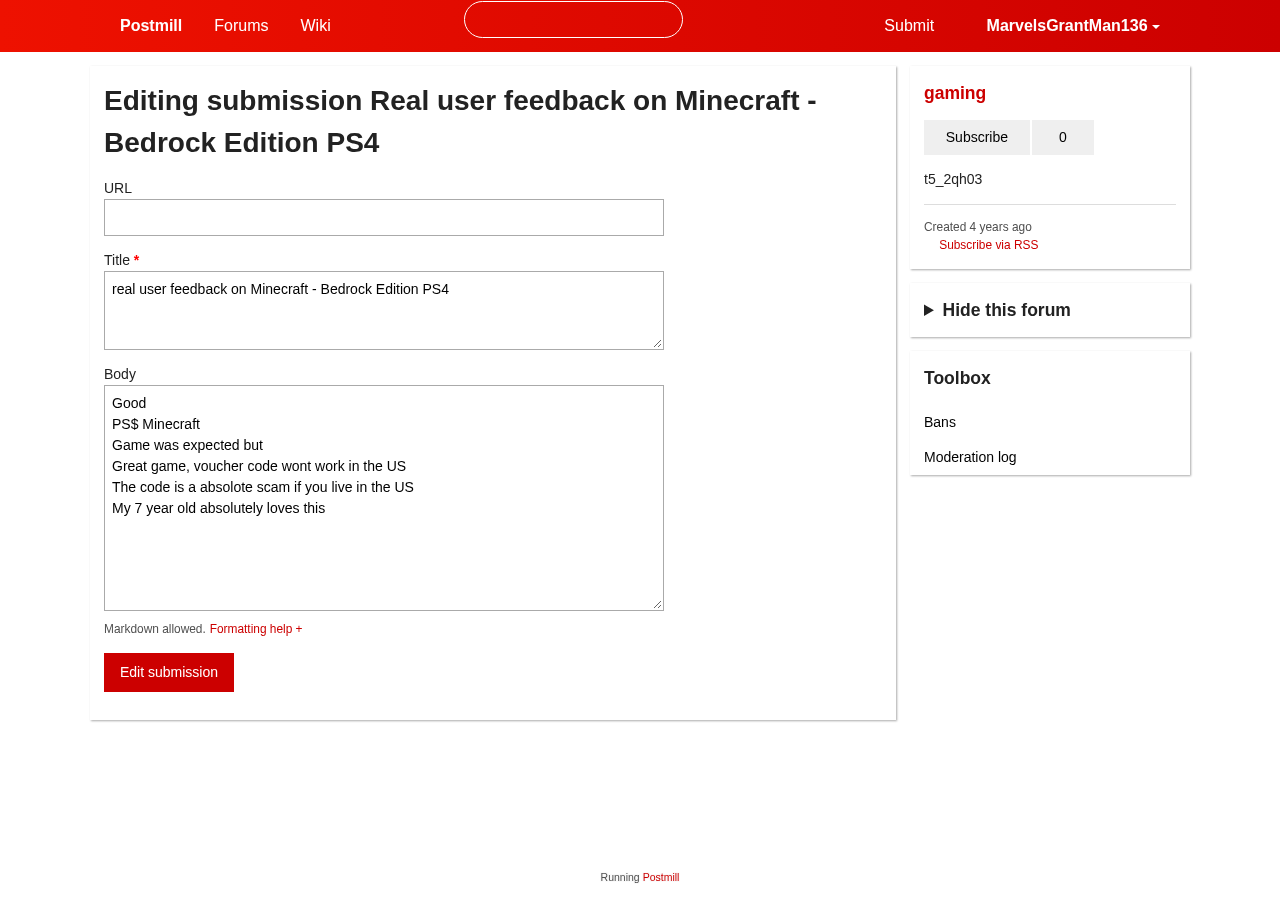 Postmill Forums Wiki Submit MarvelsGrantMan136
Editing submission Real user feedback on Minecraft -
Bedrock Edition PS4
URL
Title *
real user feedback on Minecraft - Bedrock Edition PS4
Body
Good
PS$ Minecraft
Game was expected but
Great game, voucher code wont work in the US
The code is a absolote scam if you live in the US
My 7 year old absolutely loves this
Markdown allowed. Formatting help +
Edit submission
gaming
Subscribe 0
t5_2qh03
Created 4 years ago
Subscribe via RSS
Hide this forum
Toolbox
Bans
Moderation log
Running Postmill